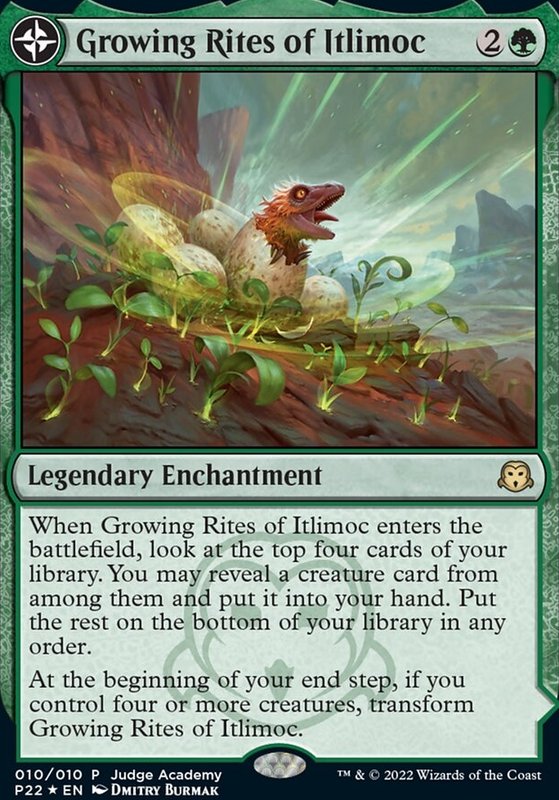 Growing Rites of Itlimoc 2
Legendary Enchantment
When Growing Rites of Itlimoc enters the
battlefield, look at the top four cards of your
library. You may reveal a creature card from
among them and put it into your hand. Put
the rest on the bottom of your library in any
order.
At the beginning of your end step, if you
control four or more creatures, transform
Growing Rites of Itlimoc.
010/010 P Judge Academy ™ & © 2022 Wizards of the Coast
P22 ★ EN Dmitry Burmak